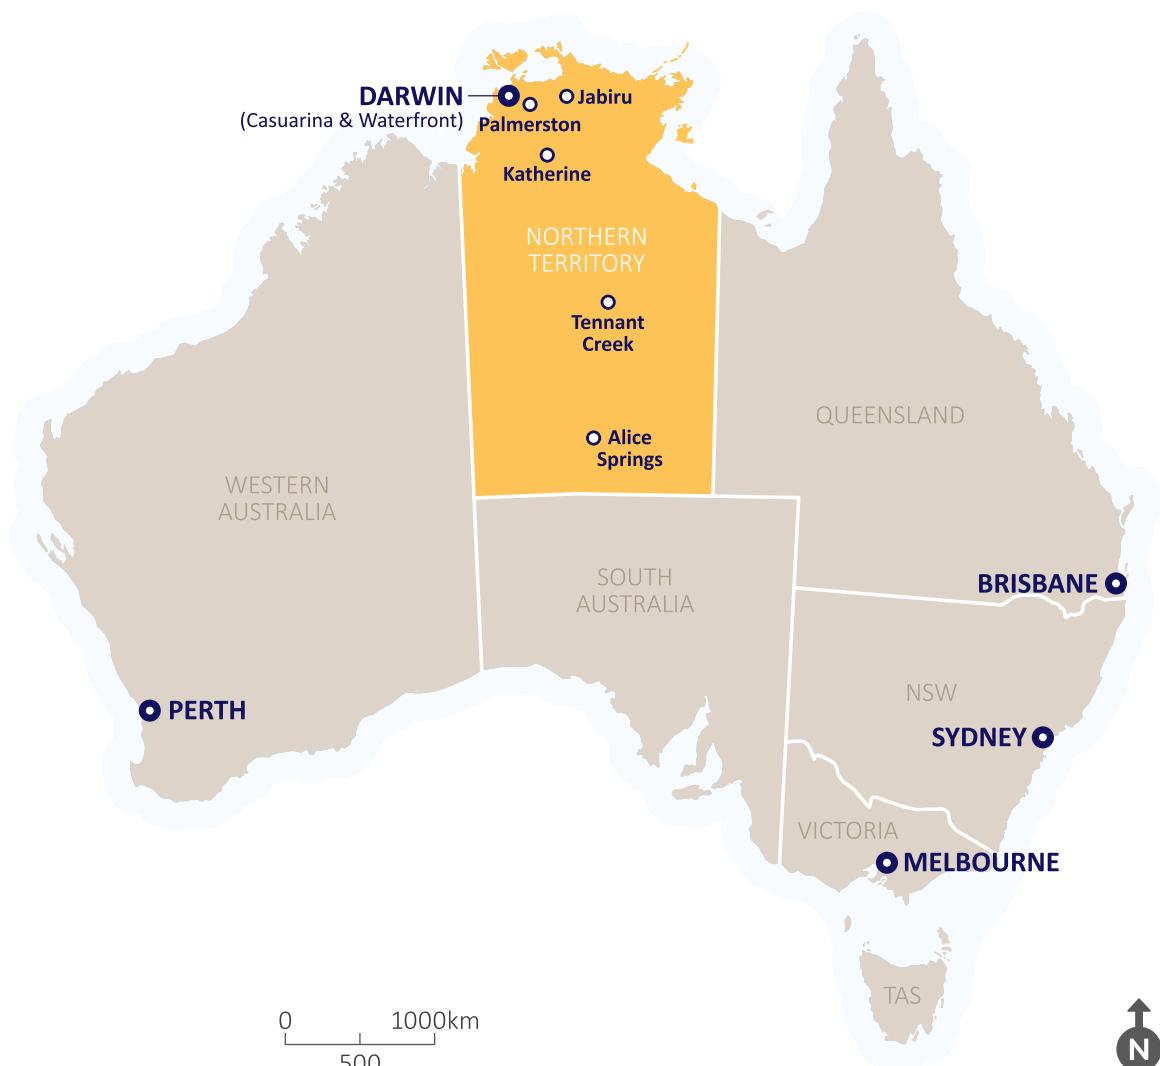 DARWIN
(Casuarina & Waterfront)
Jabiru
Palmerston
Katherine
NORTHERN
TERRITORY
Tennant
Creek
QUEENSLAND
Alice
Springs
WESTERN
AUSTRALIA
SOUTH
AUSTRALIA
BRISBANE
NSW
PERTH
SYDNEY
VICTORIA
MELBOURNE
TAS
0 1000km
500
N